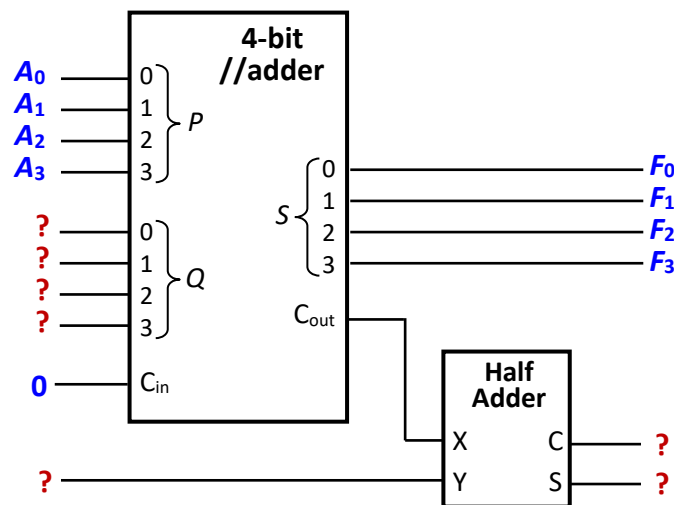 4-bit
//adder
A0 0
A1 1
A2 2
A3 3
P
? 0
? 1
? 2
? 3
Q
0 Cin
S
0 F0
1 F1
2 F2
3 F3
Cout
Half
Adder
X C ?
? Y S ?